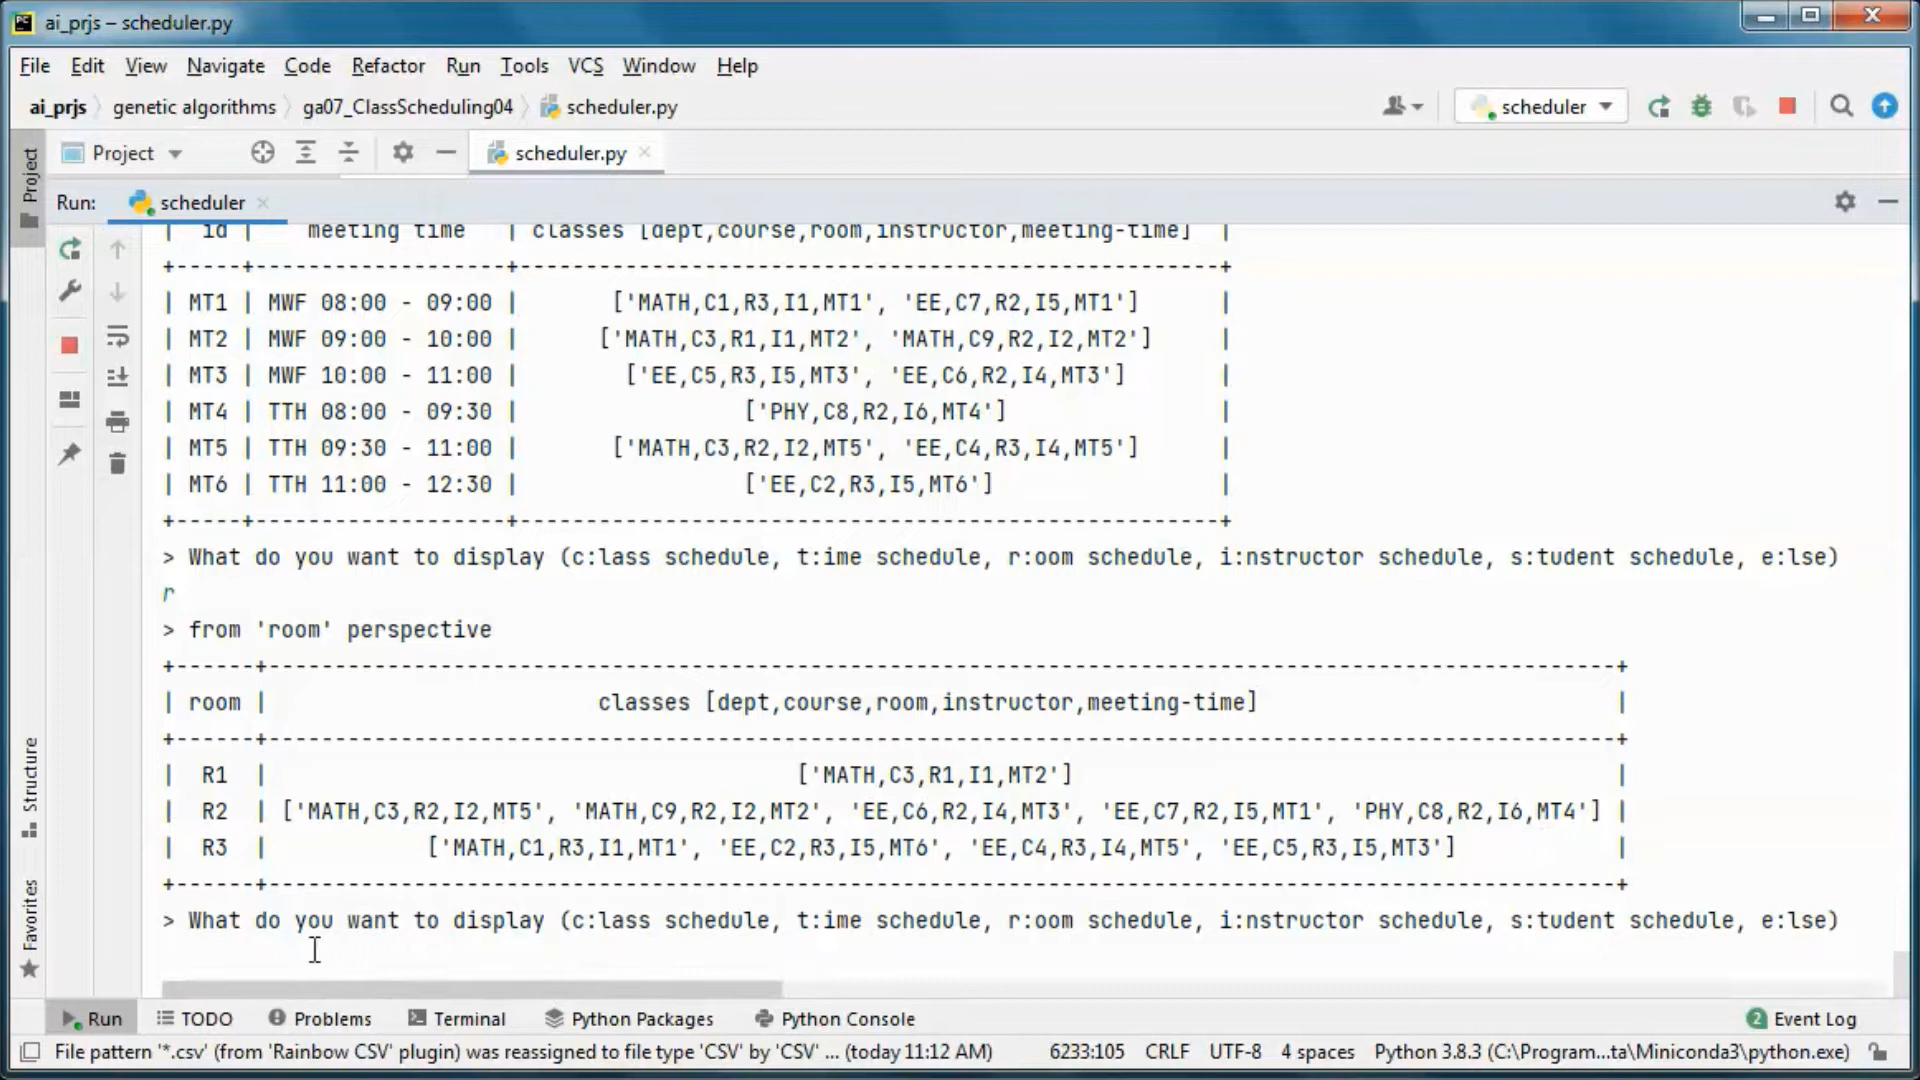 ai_prjs – scheduler.py
File Edit View Navigate Code Refactor Run Tools VCS Window Help
ai_prjs genetic algorithms ga07_ClassScheduling04 scheduler.py scheduler
Project scheduler.py
Project
Run: scheduler
| id | meeting time | classes [dept,course,room,instructor,meeting-time] |
+-----+-------------------+------------------------------------------------------+
| MT1 | MWF 08:00 - 09:00 | ['MATH,C1,R3,I1,MT1', 'EE,C7,R2,I5,MT1'] |
| MT2 | MWF 09:00 - 10:00 | ['MATH,C3,R1,I1,MT2', 'MATH,C9,R2,I2,MT2'] |
| MT3 | MWF 10:00 - 11:00 | ['EE,C5,R3,I5,MT3', 'EE,C6,R2,I4,MT3'] |
| MT4 | TTH 08:00 - 09:30 | ['PHY,C8,R2,I6,MT4'] |
| MT5 | TTH 09:30 - 11:00 | ['MATH,C3,R2,I2,MT5', 'EE,C4,R3,I4,MT5'] |
| MT6 | TTH 11:00 - 12:30 | ['EE,C2,R3,I5,MT6'] |
+-----+-------------------+------------------------------------------------------+
> What do you want to display (c:lass schedule, t:ime schedule, r:oom schedule, i:nstructor schedule, s:tudent schedule, e:lse)
r
> from 'room' perspective
+------+------------------------------------------------------------------------------------------------------+
| room | classes [dept,course,room,instructor,meeting-time] |
+------+------------------------------------------------------------------------------------------------------+
| R1 | ['MATH,C3,R1,I1,MT2'] |
| R2 | ['MATH,C3,R2,I2,MT5', 'MATH,C9,R2,I2,MT2', 'EE,C6,R2,I4,MT3', 'EE,C7,R2,I5,MT1', 'PHY,C8,R2,I6,MT4'] |
| R3 | ['MATH,C1,R3,I1,MT1', 'EE,C2,R3,I5,MT6', 'EE,C4,R3,I4,MT5', 'EE,C5,R3,I5,MT3'] |
+------+------------------------------------------------------------------------------------------------------+
> What do you want to display (c:lass schedule, t:ime schedule, r:oom schedule, i:nstructor schedule, s:tudent schedule, e:lse)
Structure
Favorites
Run TODO Problems Terminal Python Packages Python Console 2 Event Log
File pattern '*.csv' (from 'Rainbow CSV' plugin) was reassigned to file type 'CSV' by 'CSV' ... (today 11:12 AM) 6233:105 CRLF UTF-8 4 spaces Python 3.8.3 (C:\Program...ta\Miniconda3\python.exe)